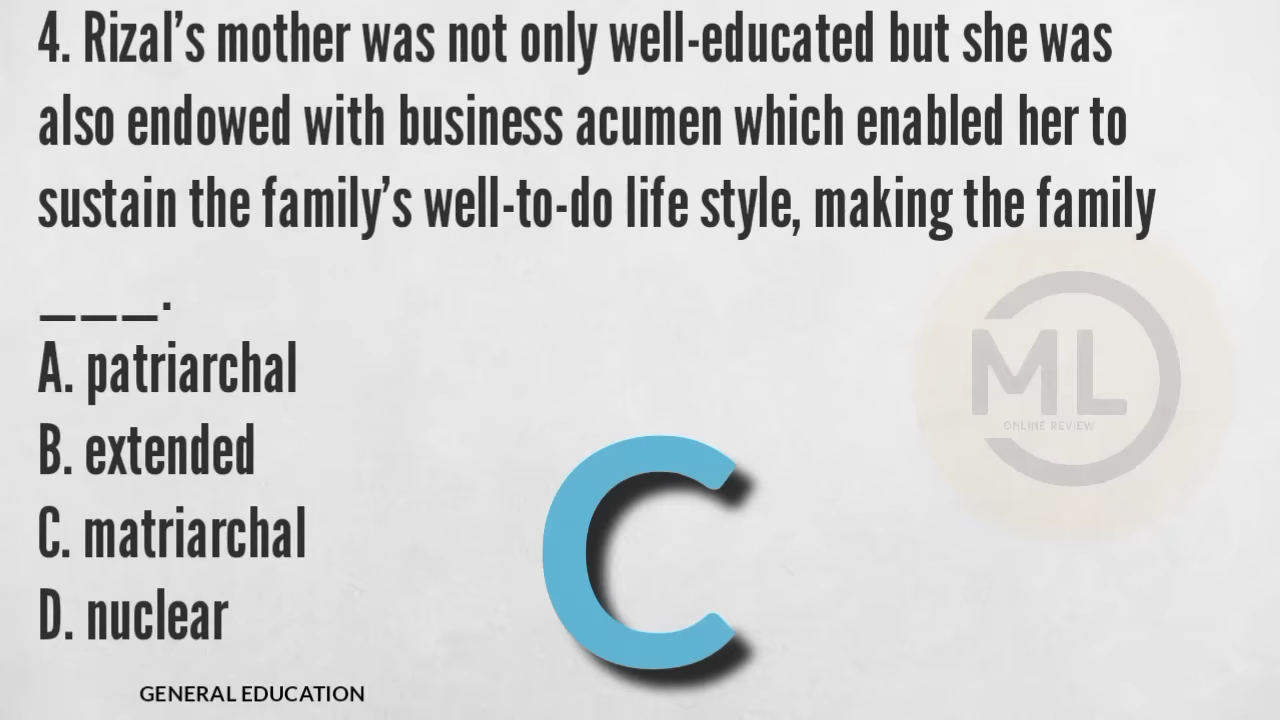 4. Rizal’s mother was not only well-educated but she was
also endowed with business acumen which enabled her to
sustain the family’s well-to-do life style, making the family
___.
A. patriarchal
B. extended
C. matriarchal
D. nuclear
C
ML
ONLINE REVIEW
GENERAL EDUCATION